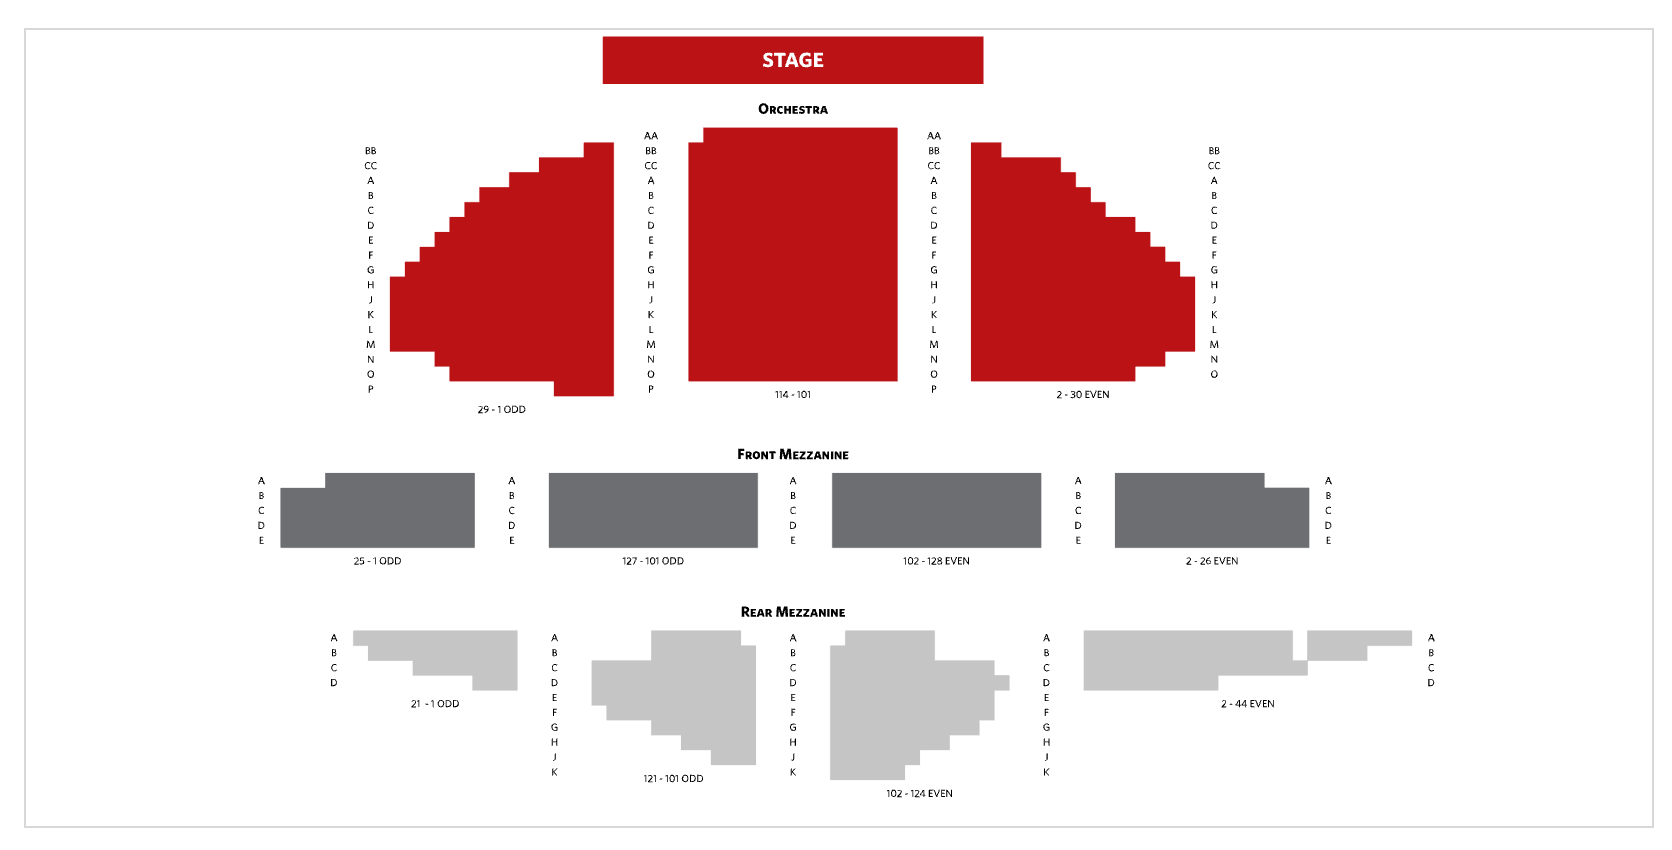 STAGE
ORCHESTRA
AA AA
BB BB BB BB
CC CC CC CC
A A A A
B B B B
C C C C
D D D D
E E E E
F F F F
G G G G
H H H H
J J J J
K K K K
L L L L
M M M M
N N N N
O O O O
P P
114 - 101 2 - 30 EVEN
29 - 1 ODD
FRONT MEZZANINE
A A A A A
B B B B B
C C C C C
D D D D D
E E E E E
25 - 1 ODD 127 - 101 ODD 102 - 128 EVEN 2 - 26 EVEN
REAR MEZZANINE
A A A A A
B B B B B
C C C C C
D D D D D
E E E
21 - 1 ODD 2 - 44 EVEN
F F F
G G G
H H H
J J J
K K K
121 - 101 ODD
102 - 124 EVEN